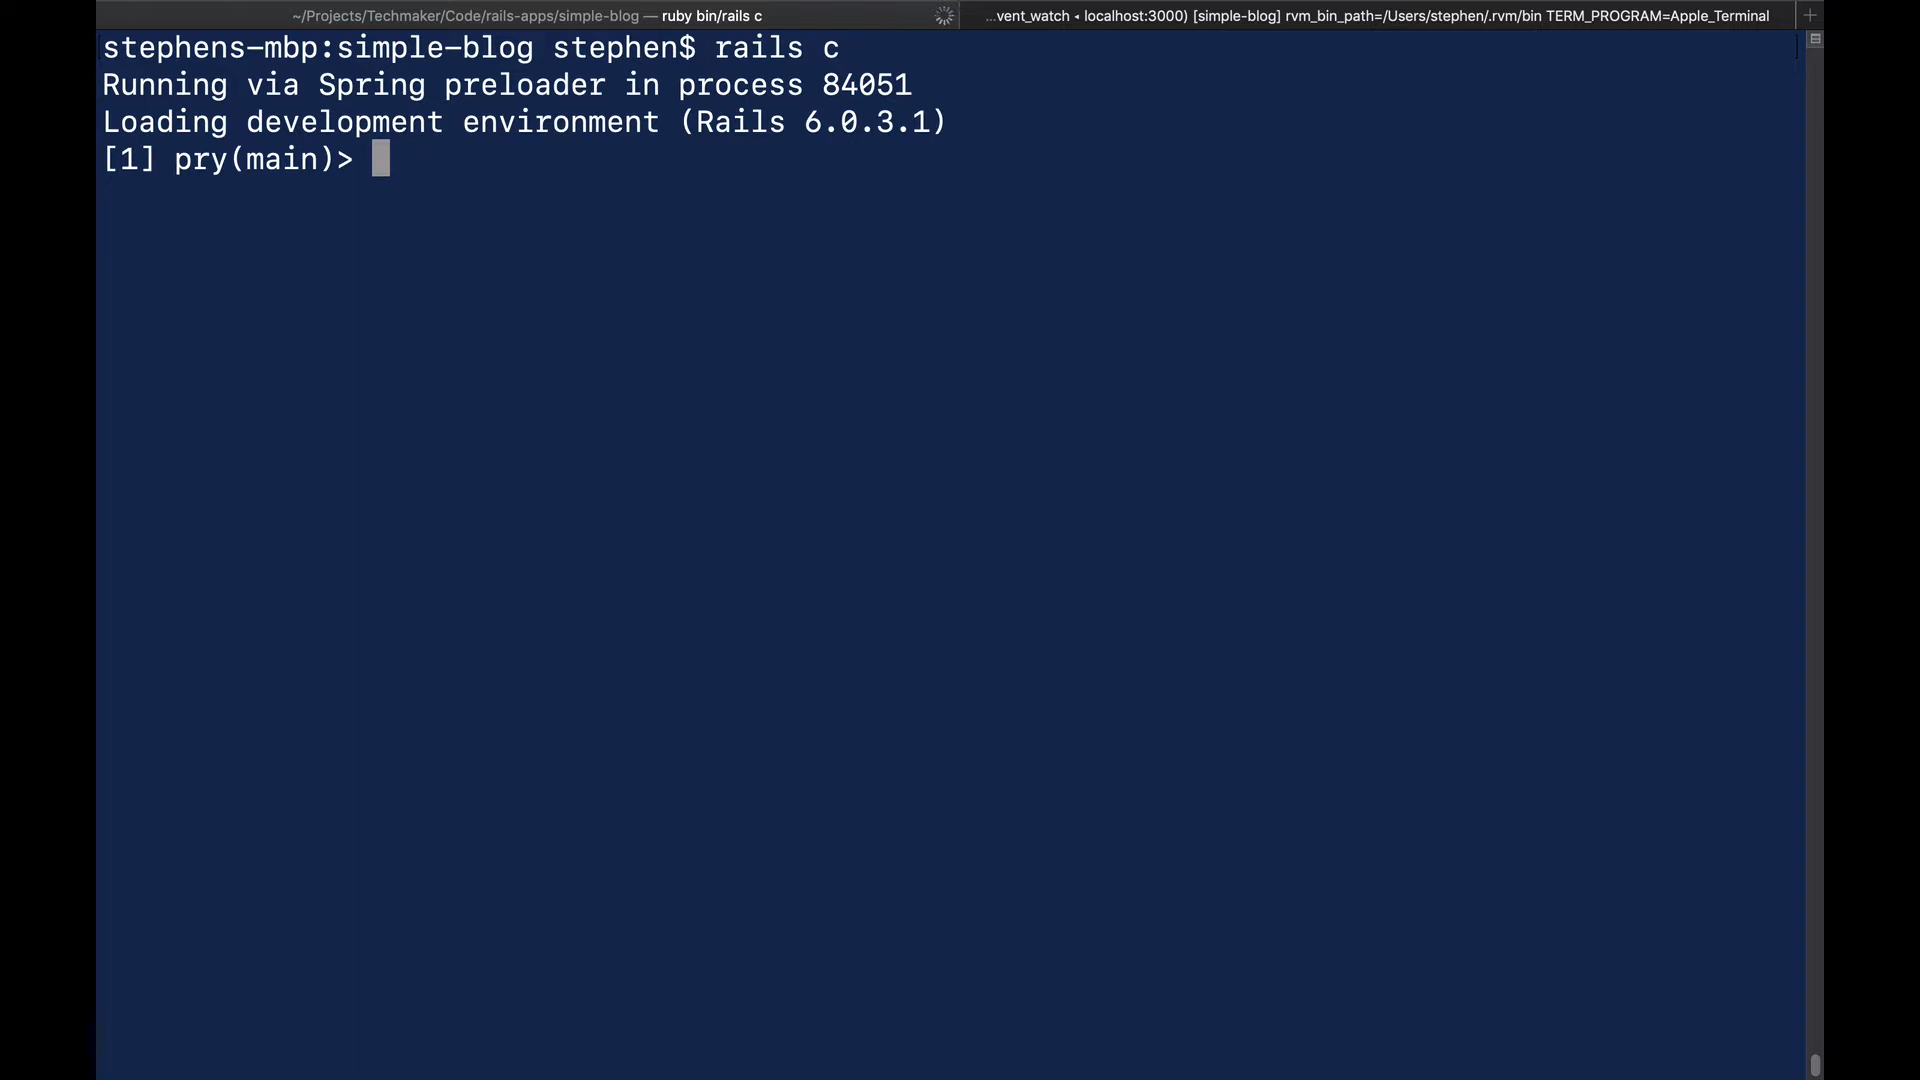 ~/Projects/Techmaker/Code/rails-apps/simple-blog — ruby bin/rails c
...vent_watch ◂ localhost:3000) [simple-blog] rvm_bin_path=/Users/stephen/.rvm/bin TERM_PROGRAM=Apple_Terminal
stephens-mbp:simple-blog stephen$ rails c
Running via Spring preloader in process 84051
Loading development environment (Rails 6.0.3.1)
[1] pry(main)>